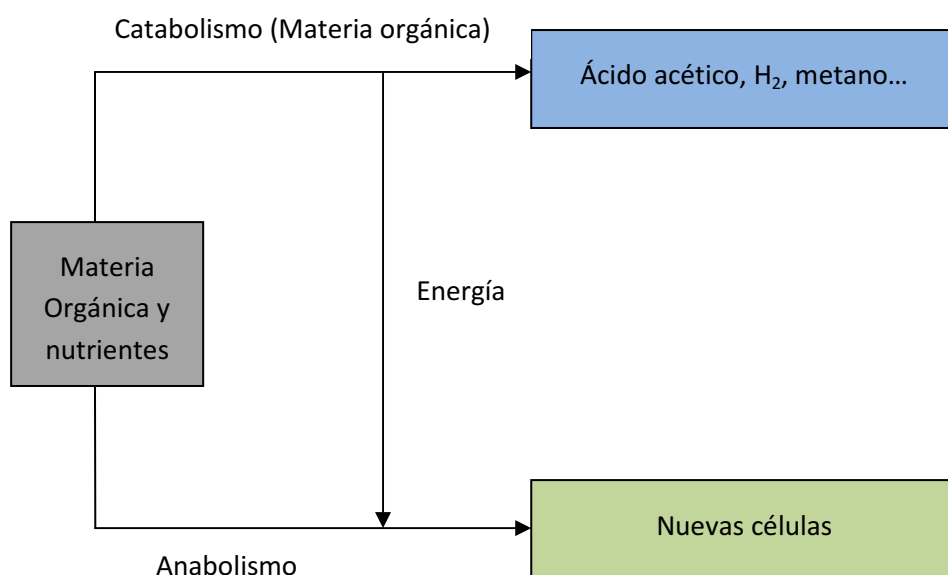 Catabolismo (Materia orgánica)
Ácido acético, H₂, metano…
Materia
Orgánica y
nutrientes
Energía
Nuevas células
Anabolismo